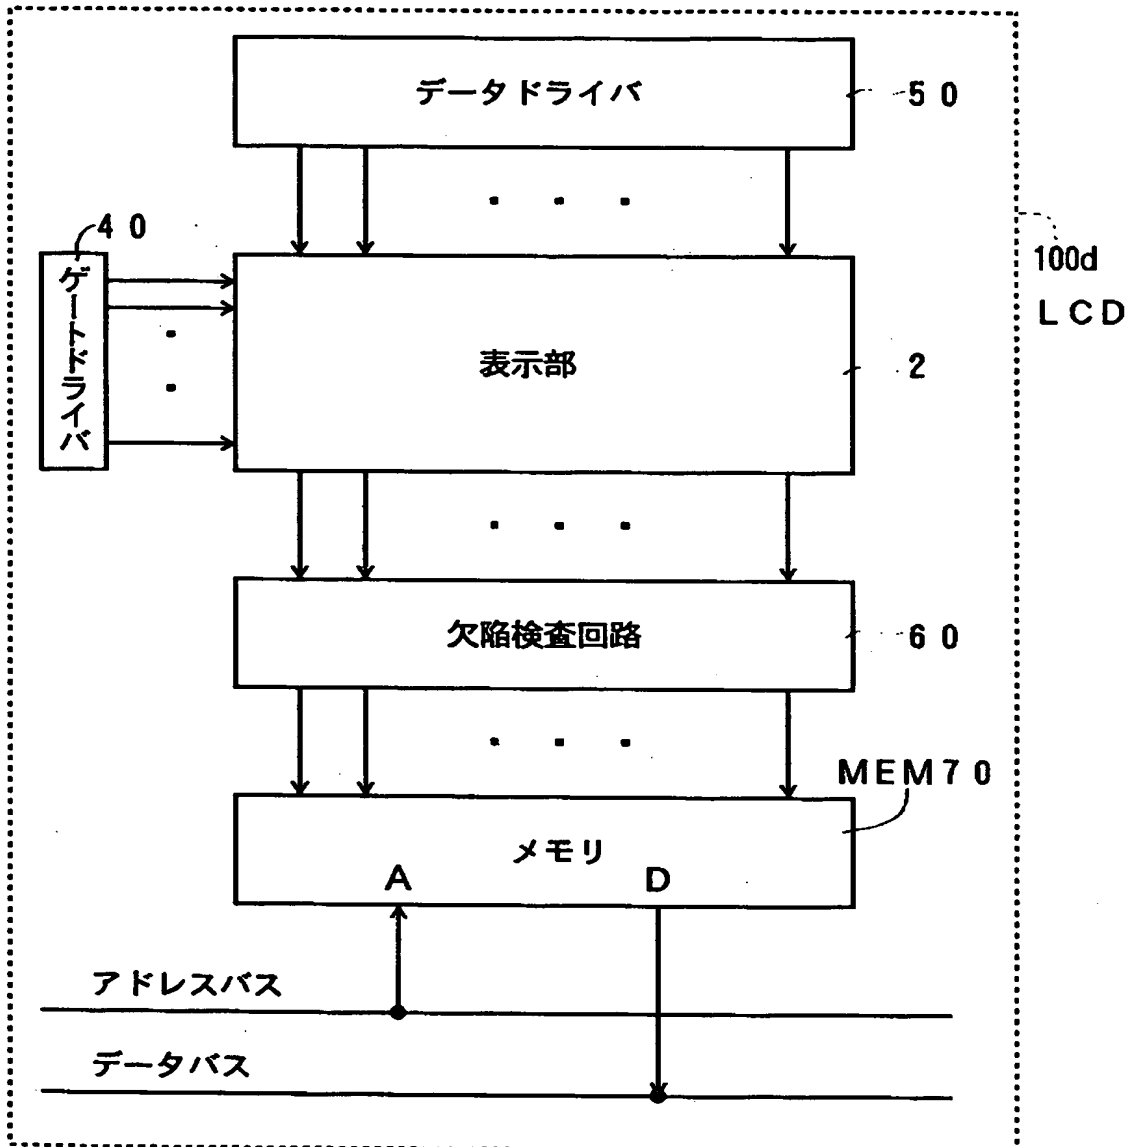 データドライバ
50
40
ゲートドライバ
100d
LCD
表示部
2
欠陥検査回路
60
MEM70
メモリ
A
D
アドレスバス
データバス